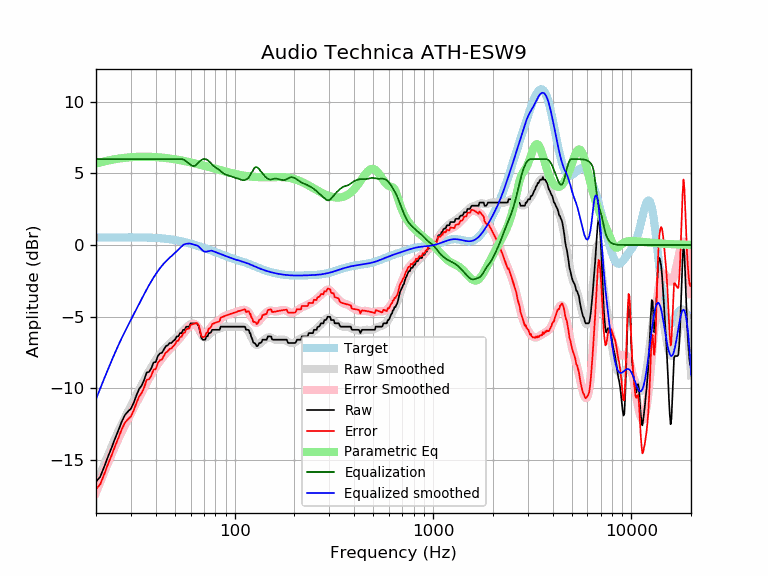 Audio Technica ATH-ESW9
10
5
0
−5
−10
−15
Amplitude (dBr)
Target
Raw Smoothed
Error Smoothed
Raw
Error
Parametric Eq
Equalization
Equalized smoothed
100
1000
10000
Frequency (Hz)